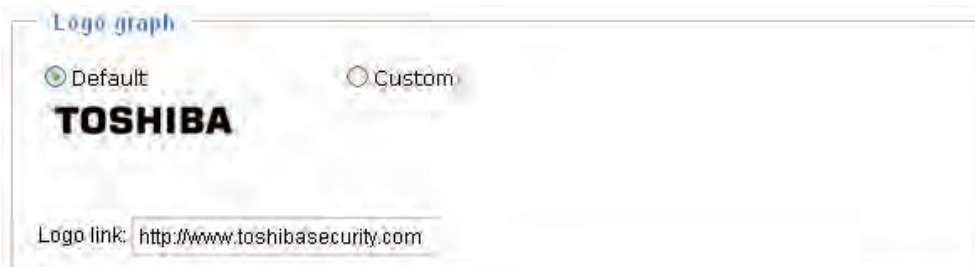 Logo graph
Default Custom
TOSHIBA
Logo link: http://www.toshibasecurity.com